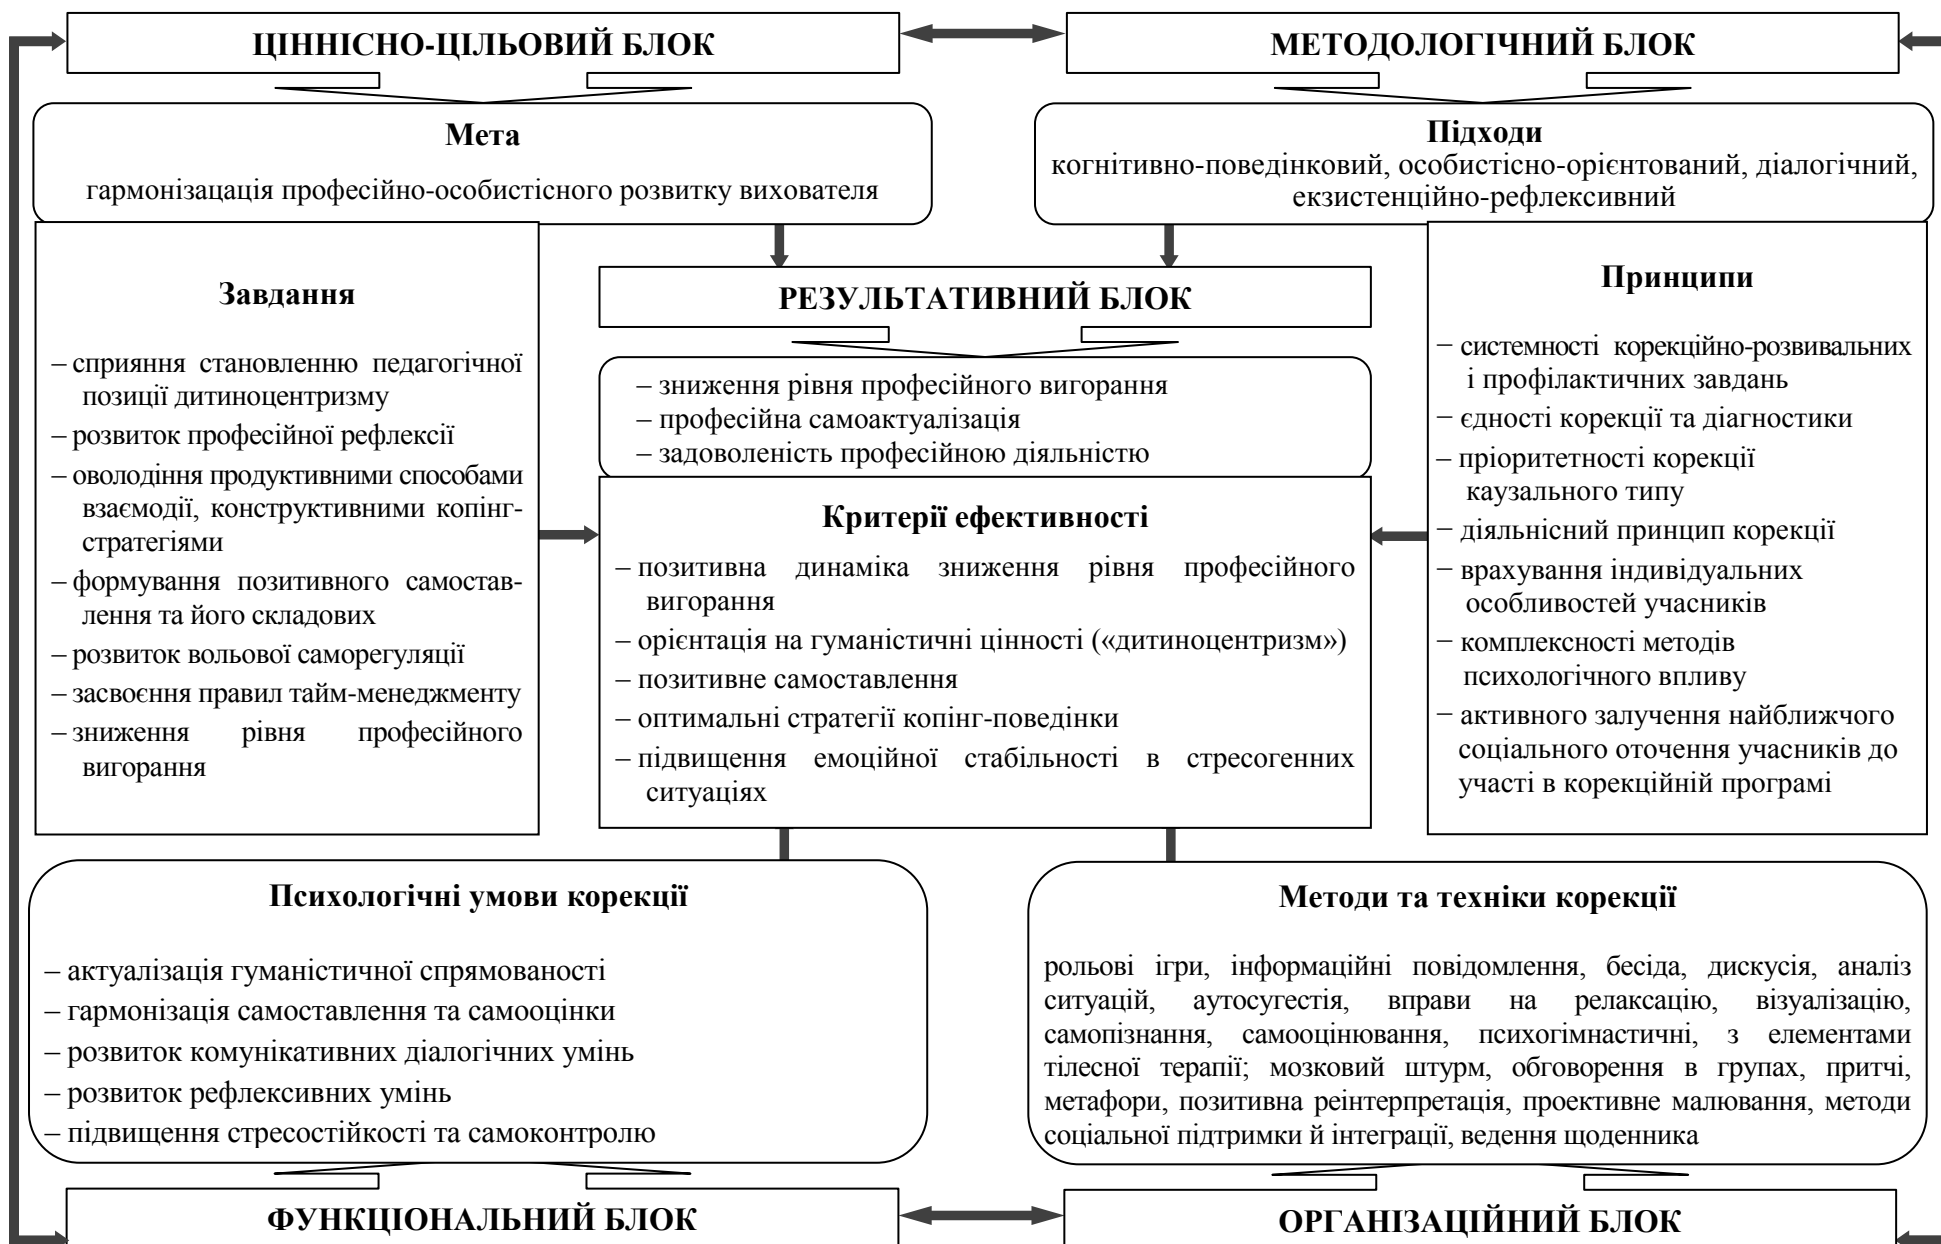 ЦІННІСНО-ЦІЛЬОВИЙ БЛОК
МЕТОДОЛОГІЧНИЙ БЛОК
Мета
гармонізацація професійно-особистісного розвитку вихователя
Підходи
когнітивно-поведінковий, особистісно-орієнтований, діалогічний,
екзистенційно-рефлексивний
Завдання
– сприяння становленню педагогічної
позиції дитиноцентризму
– розвиток професійної рефлексії
– оволодіння продуктивними способами
взаємодії, конструктивними копінг-
стратегіями
– формування позитивного самостав-
лення та його складових
– розвиток вольової саморегуляції
– засвоєння правил тайм-менеджменту
– зниження рівня професійного
вигорання
РЕЗУЛЬТАТИВНИЙ БЛОК
– зниження рівня професійного вигорання
– професійна самоактуалізація
– задоволеність професійною діяльністю
Критерії ефективності
– позитивна динаміка зниження рівня професійного
вигорання
– орієнтація на гуманістичні цінності («дитиноцентризм»)
– позитивне самоставлення
– оптимальні стратегії копінг-поведінки
– підвищення емоційної стабільності в стресогенних
ситуаціях
Принципи
– системності корекційно-розвивальних
і профілактичних завдань
– єдності корекції та діагностики
– пріоритетності корекції
каузального типу
– діяльнісний принцип корекції
– врахування індивідуальних
особливостей учасників
– комплексності методів
психологічного впливу
– активного залучення найближчого
соціального оточення учасників до
участі в корекційній програмі
Психологічні умови корекції
– актуалізація гуманістичної спрямованості
– гармонізація самоставлення та самооцінки
– розвиток комунікативних діалогічних умінь
– розвиток рефлексивних умінь
– підвищення стресостійкості та самоконтролю
Методи та техніки корекції
рольові ігри, інформаційні повідомлення, бесіда, дискусія, аналіз
ситуацій, аутосугестія, вправи на релаксацію, візуалізацію,
самопізнання, самооцінювання, психогімнастичні, з елементами
тілесної терапії; мозковий штурм, обговорення в групах, притчі,
метафори, позитивна реінтерпретація, проективне малювання, методи
соціальної підтримки й інтеграції, ведення щоденника
ФУНКЦІОНАЛЬНИЙ БЛОК
ОРГАНІЗАЦІЙНИЙ БЛОК